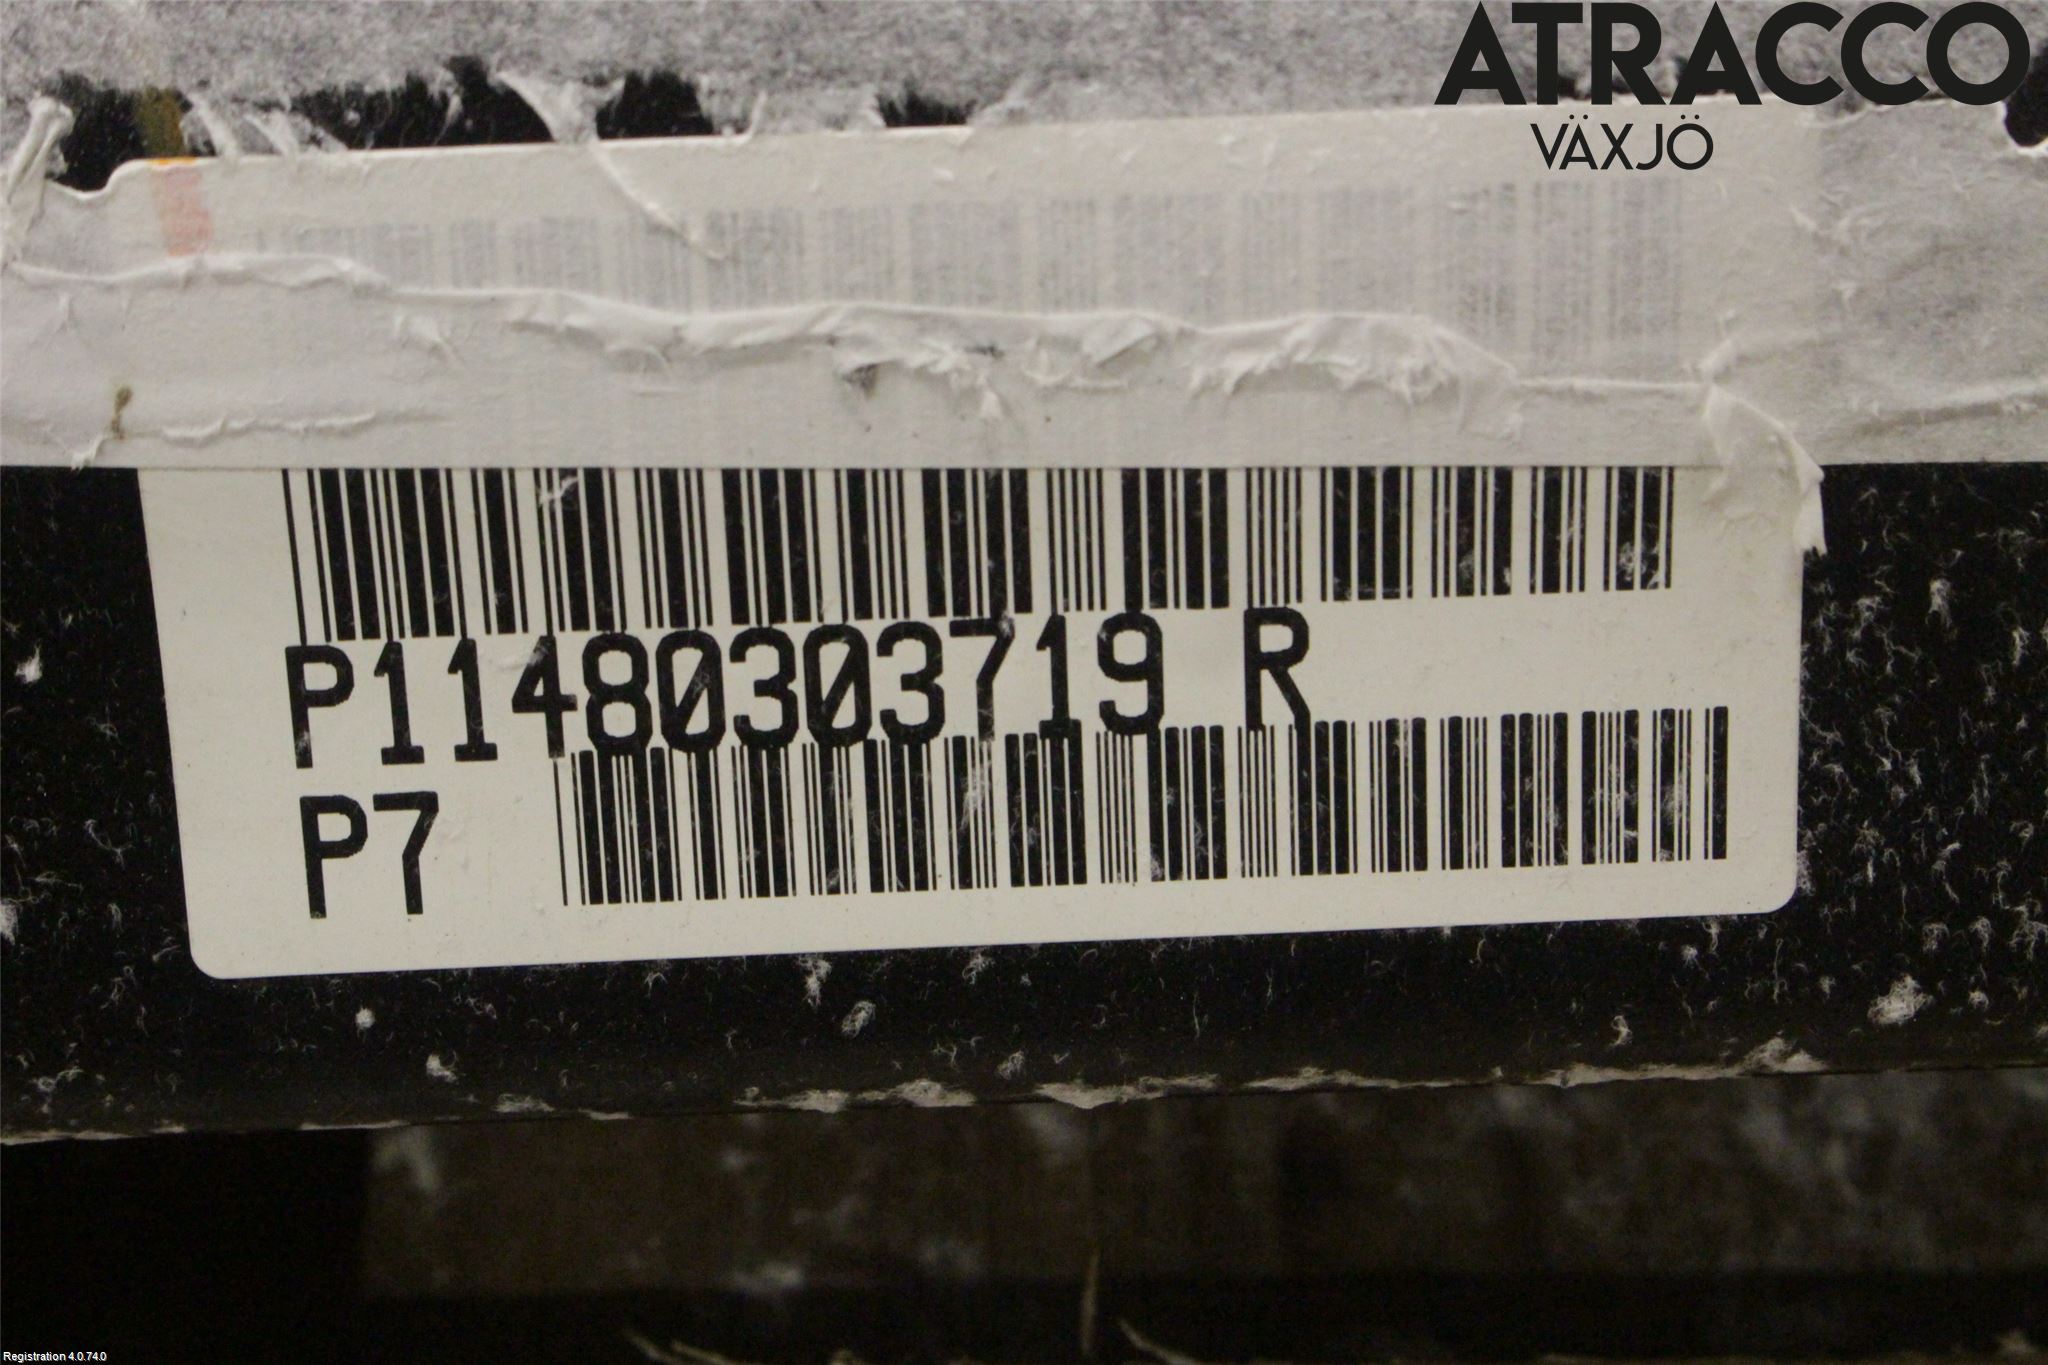 ATRACCO
VÄXJÖ
P11480303719 R
P7
Registration 4.0.74.0